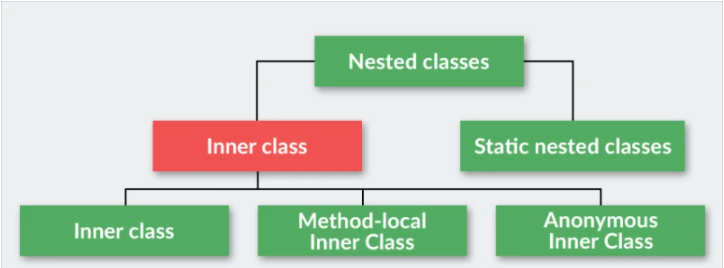 Nested classes
Inner class
Static nested classes
Inner class
Method-local
Inner Class
Anonymous
Inner Class